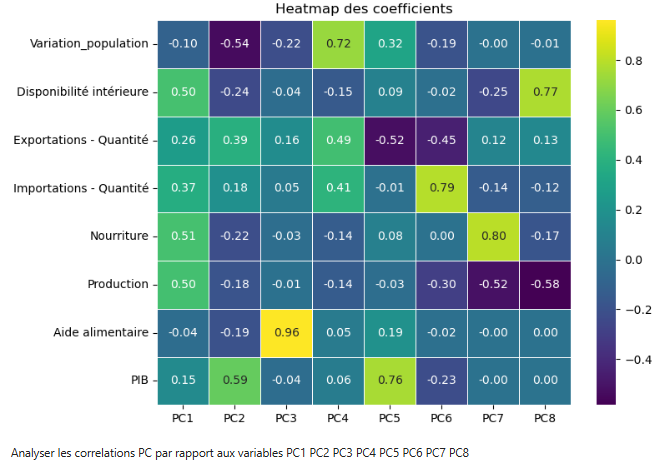 Heatmap des coefficients
Variation_population -0.10 -0.54 -0.22 0.72 0.32 -0.19 -0.00 -0.01
Disponibilité intérieure 0.50 -0.24 -0.04 -0.15 0.09 -0.02 -0.25 0.77
Exportations - Quantité 0.26 0.39 0.16 0.49 -0.52 -0.45 0.12 0.13
Importations - Quantité 0.37 0.18 0.05 0.41 -0.01 0.79 -0.14 -0.12
Nourriture 0.51 -0.22 -0.03 -0.14 0.08 0.00 0.80 -0.17
Production 0.50 -0.18 -0.01 -0.14 -0.03 -0.30 -0.52 -0.58
Aide alimentaire -0.04 -0.19 0.96 0.05 0.19 -0.02 -0.00 0.00
PIB 0.15 0.59 -0.04 0.06 0.76 -0.23 -0.00 0.00
PC1 PC2 PC3 PC4 PC5 PC6 PC7 PC8
0.8
0.6
0.4
0.2
0.0
-0.2
-0.4
Analyser les correlations PC par rapport aux variables PC1 PC2 PC3 PC4 PC5 PC6 PC7 PC8